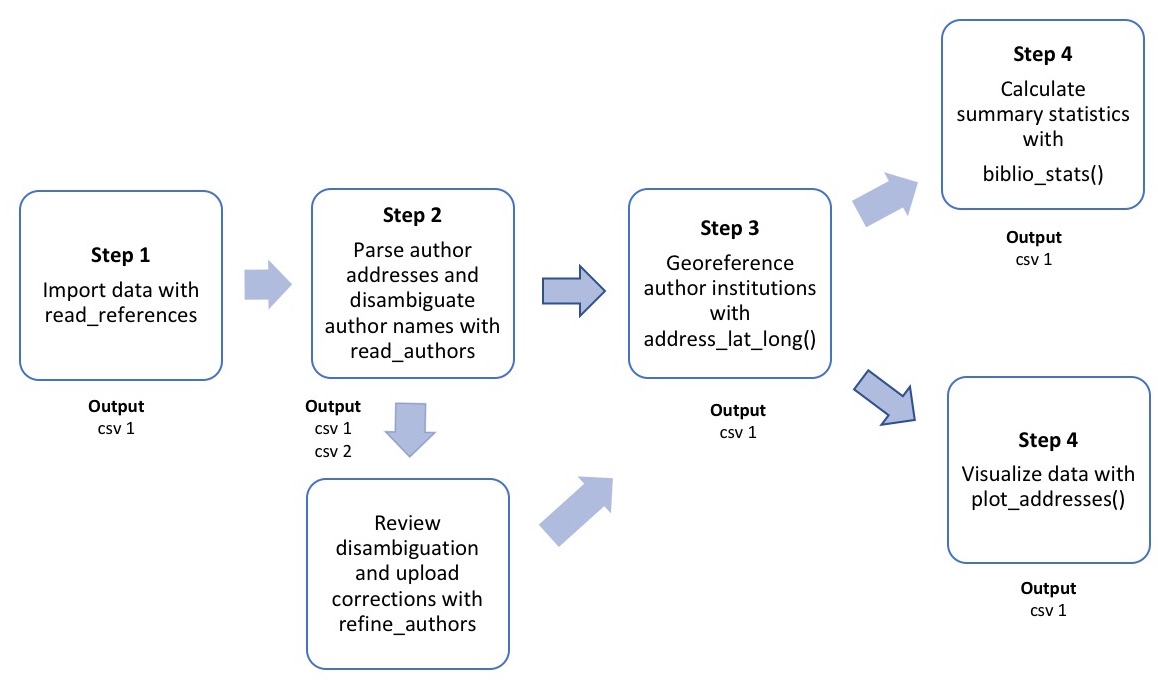 Step 1
Import data with
read_references
Output
csv 1
Step 2
Parse author
addresses and
disambiguate
author names with
read_authors
Output
csv 1
csv 2
Review
disambiguation
and upload
corrections with
refine_authors
Step 3
Georeference
author institutions
with
address_lat_long()
Output
csv 1
Step 4
Calculate
summary statistics
with
biblio_stats()
Output
csv 1
Step 4
Visualize data with
plot_addresses()
Output
csv 1